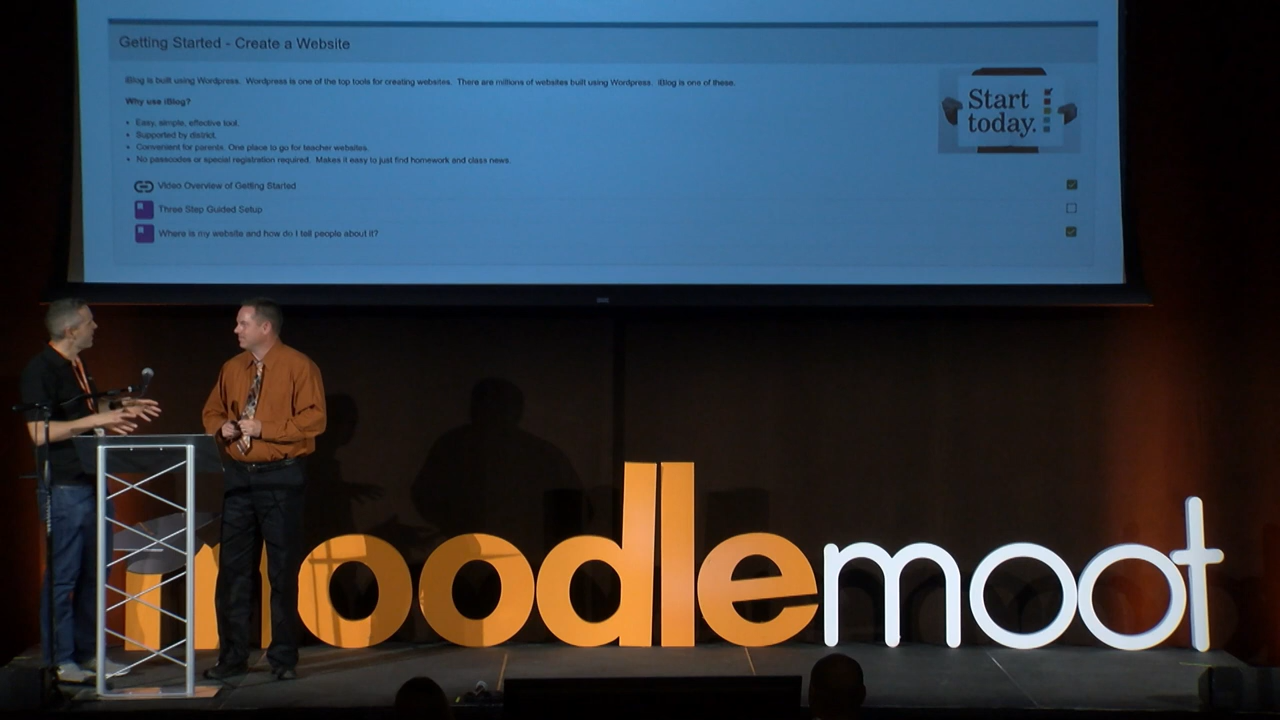 Getting Started - Create a Website
iBlog is built using Wordpress. Wordpress is one of the top tools for creating websites. There are millions of websites built using Wordpress. iBlog is one of these.
Why use iBlog?
Easy, simple, effective tool.
Supported by district.
Convenient for parents. One place to go for teacher websites.
No passcodes or special registration required. Makes it easy to just find homework and class news.
Start
today.
Video Overview of Getting Started
Three Step Guided Setup
Where is my website and how do I tell people about it?
moodlemoot